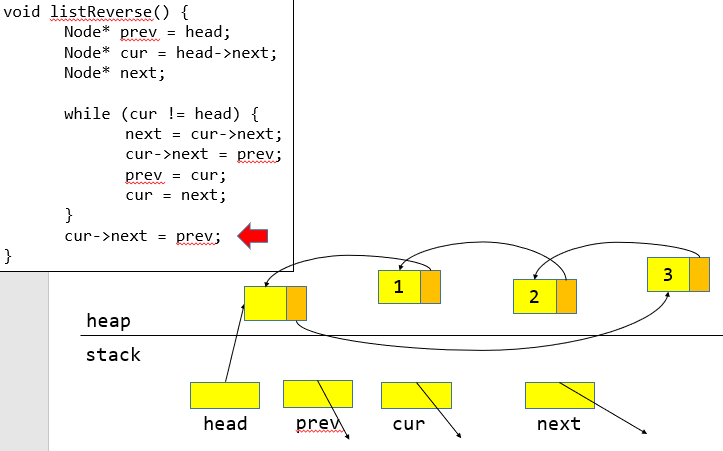 void listReverse() {
Node* prev = head;
Node* cur = head->next;
Node* next;
while (cur != head) {
next = cur->next;
cur->next = prev;
prev = cur;
cur = next;
}
cur->next = prev;
}
1
2
3
heap
stack
head
prev
cur
next